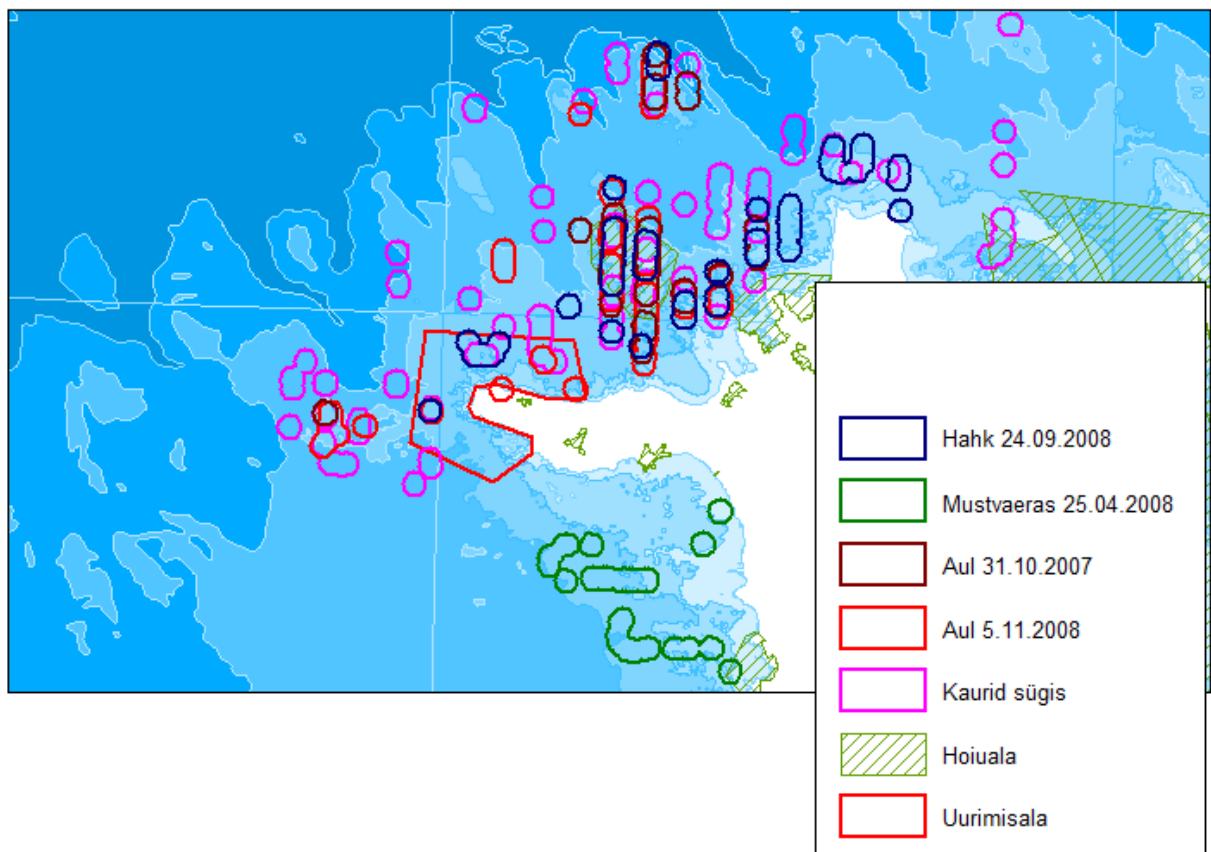 Hahk 24.09.2008
Mustvaeras 25.04.2008
Aul 31.10.2007
Aul 5.11.2008
Kaurid sügis
Hoiuala
Uurimisala